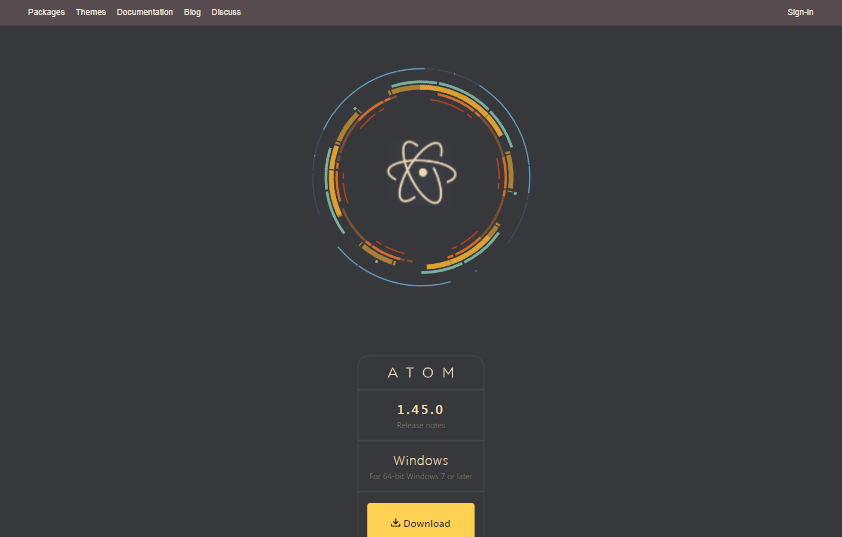 Packages Themes Documentation Blog Discuss Sign-in
ATOM
1.45.0
Release notes
Windows
For 64-bit Windows 7 or later
Download